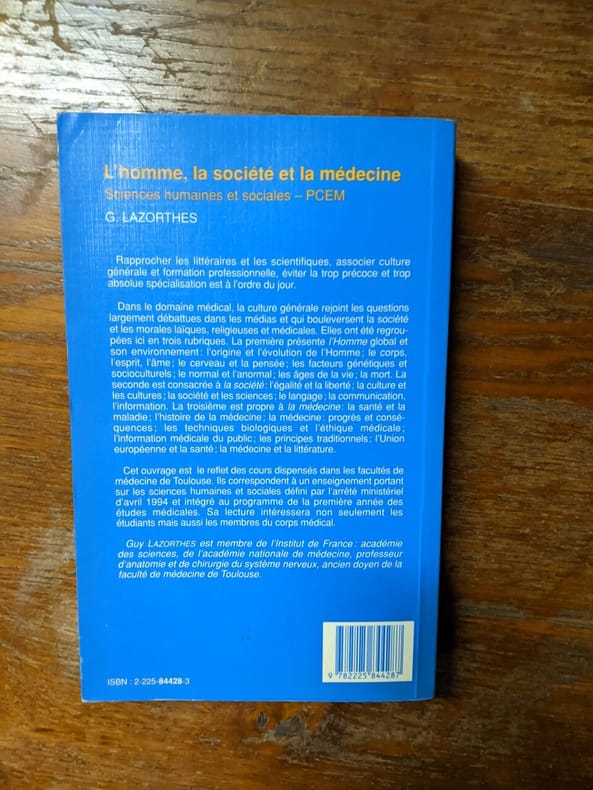 L'homme, la société et la médecine
Sciences humaines et sociales – PCEM
G. LAZORTHES
Rapprocher les littéraires et les scientifiques, associer culture
générale et formation professionnelle, éviter la trop précoce et trop
absolue spécialisation est à l'ordre du jour.
Dans le domaine médical, la culture générale rejoint les questions
largement débattues dans les médias et qui bouleversent la société
et les morales laïques, religieuses et médicales. Elles ont été regrou-
pées ici en trois rubriques. La première présente l'Homme global et
son environnement : l'origine et l'évolution de l'Homme ; le corps,
l'esprit, l'âme ; le cerveau et la pensée ; les facteurs génétiques et
socioculturels ; le normal et l'anormal ; les âges de la vie ; la mort. La
seconde est consacrée à la société : l'égalité et la liberté ; la culture et
les cultures ; la société et les sciences ; le langage ; la communication,
l'information. La troisième est propre à la médecine : la santé et la
maladie ; l'histoire de la médecine ; la médecine : progrès et consé-
quences ; les techniques biologiques et l'éthique médicale ;
l'information médicale du public ; les principes traditionnels ; l'Union
européenne et la santé ; la médecine et la littérature.
Cet ouvrage est le reflet des cours dispensés dans les facultés de
médecine de Toulouse. Ils correspondent à un enseignement portant
sur les sciences humaines et sociales défini par l'arrêté ministériel
d'avril 1994 et intégré au programme de la première année des
études médicales. Sa lecture intéressera non seulement les
étudiants mais aussi les membres du corps médical.
Guy LAZORTHES est membre de l'Institut de France : académie
des sciences, de l'académie nationale de médecine, professeur
d'anatomie et de chirurgie du système nerveux, ancien doyen de la
faculté de médecine de Toulouse.
ISBN : 2-225-84428-3
9 782225 844287